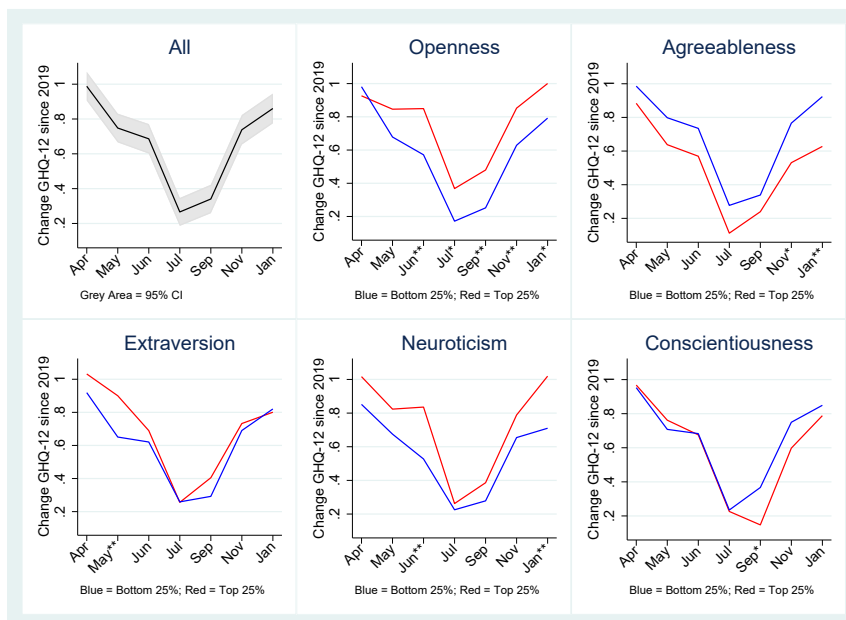 All
Change GHQ-12 since 2019
1
.8
.6
.4
.2
Apr
May
Jun
Jul
Sep
Nov
Jan
Grey Area = 95% CI
Openness
Change GHQ-12 since 2019
1
.8
.6
.4
.2
Apr
May
Jun**
Jul*
Sep**
Nov**
Jan*
Blue = Bottom 25%; Red = Top 25%
Agreeableness
Change GHQ-12 since 2019
1
.8
.6
.4
.2
Apr
May
Jun
Jul
Sep
Nov*
Jan**
Blue = Bottom 25%; Red = Top 25%
Extraversion
Change GHQ-12 since 2019
1
.8
.6
.4
.2
Apr
May**
Jun
Jul
Sep
Nov
Jan
Blue = Bottom 25%; Red = Top 25%
Neuroticism
Change GHQ-12 since 2019
1
.8
.6
.4
.2
Apr
May
Jun**
Jul
Sep
Nov
Jan**
Blue = Bottom 25%; Red = Top 25%
Conscientiousness
Change GHQ-12 since 2019
1
.8
.6
.4
.2
Apr
May
Jun
Jul
Sep*
Nov
Jan
Blue = Bottom 25%; Red = Top 25%